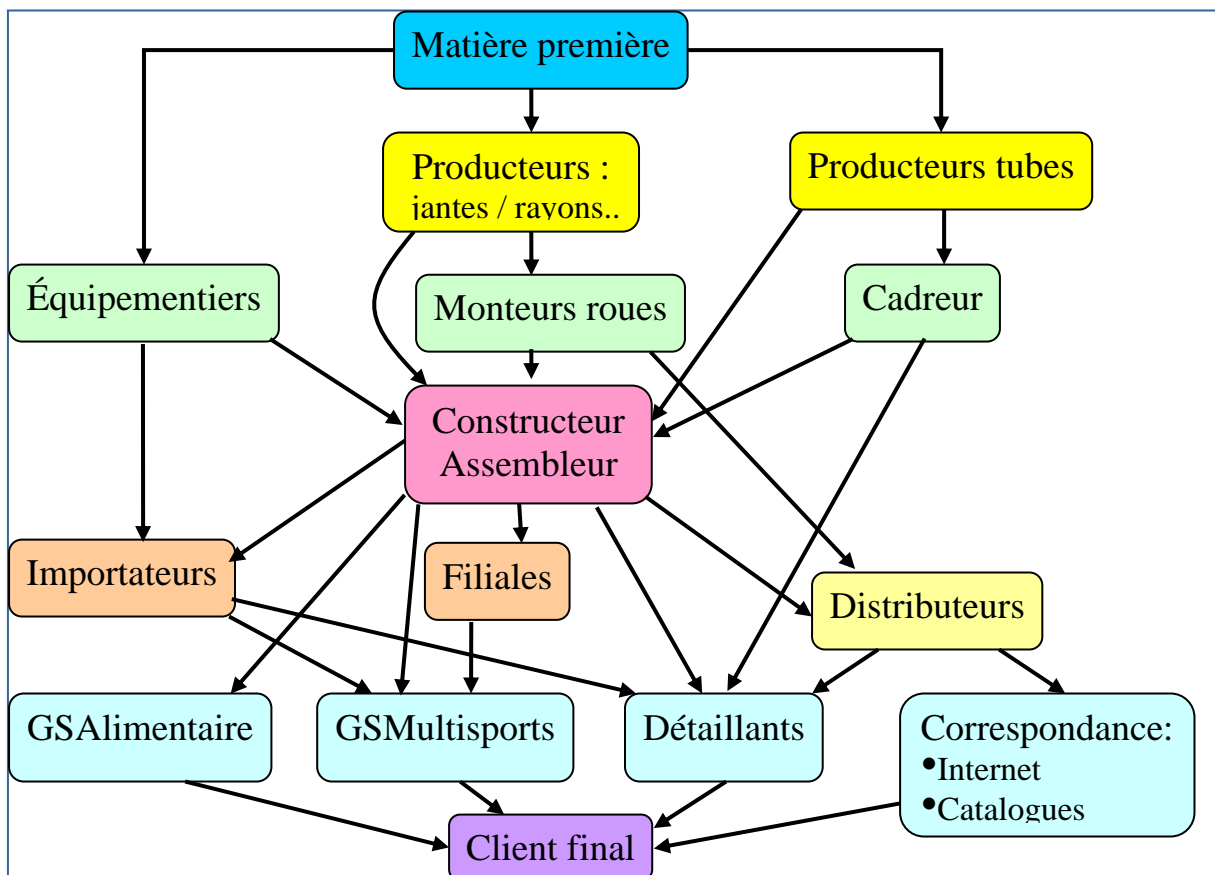 Matière première
Producteurs :
jantes / rayons..
Producteurs tubes
Équipementiers
Monteurs roues
Cadreur
Constructeur
Assembleur
Importateurs
Filiales
Distributeurs
GSAlimentaire
GSMultisports
Détaillants
Correspondance:
•Internet
•Catalogues
Client final